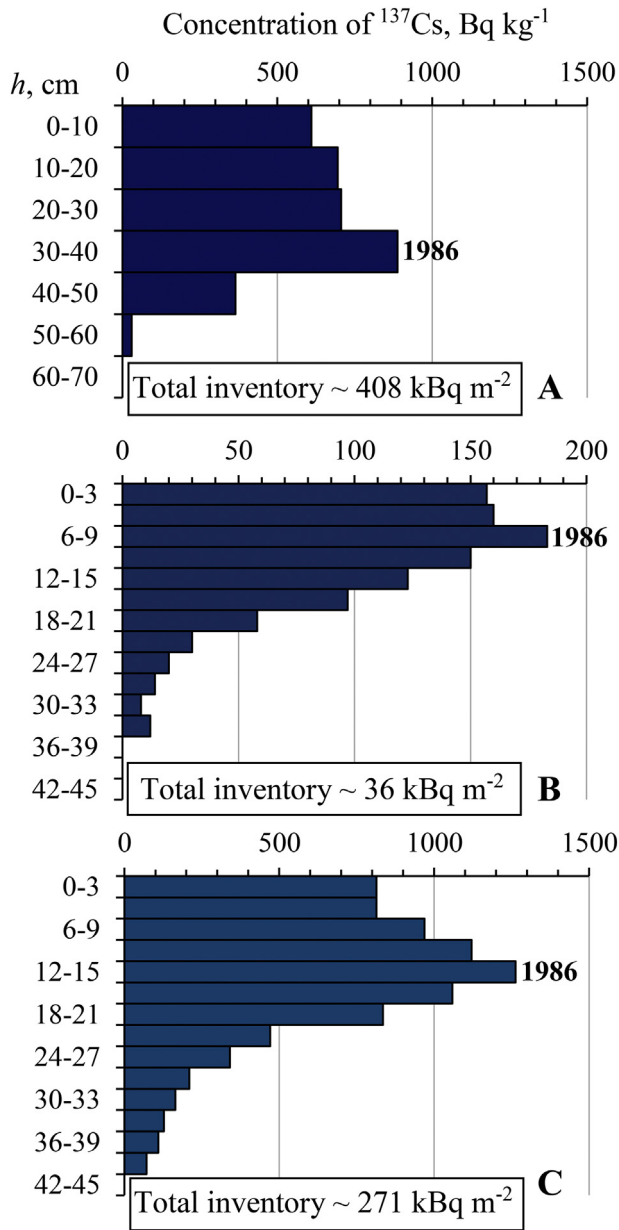 Concentration of ¹³⁷Cs, Bq kg⁻¹
0 500 1000 1500
h, cm
0-10
10-20
20-30
30-40 1986
40-50
50-60
60-70
Total inventory ~ 408 kBq m⁻² A
0 50 100 150 200
0-3
6-9 1986
12-15
18-21
24-27
30-33
36-39
42-45
Total inventory ~ 36 kBq m⁻² B
0 500 1000 1500
0-3
6-9
12-15 1986
18-21
24-27
30-33
36-39
42-45
Total inventory ~ 271 kBq m⁻² C